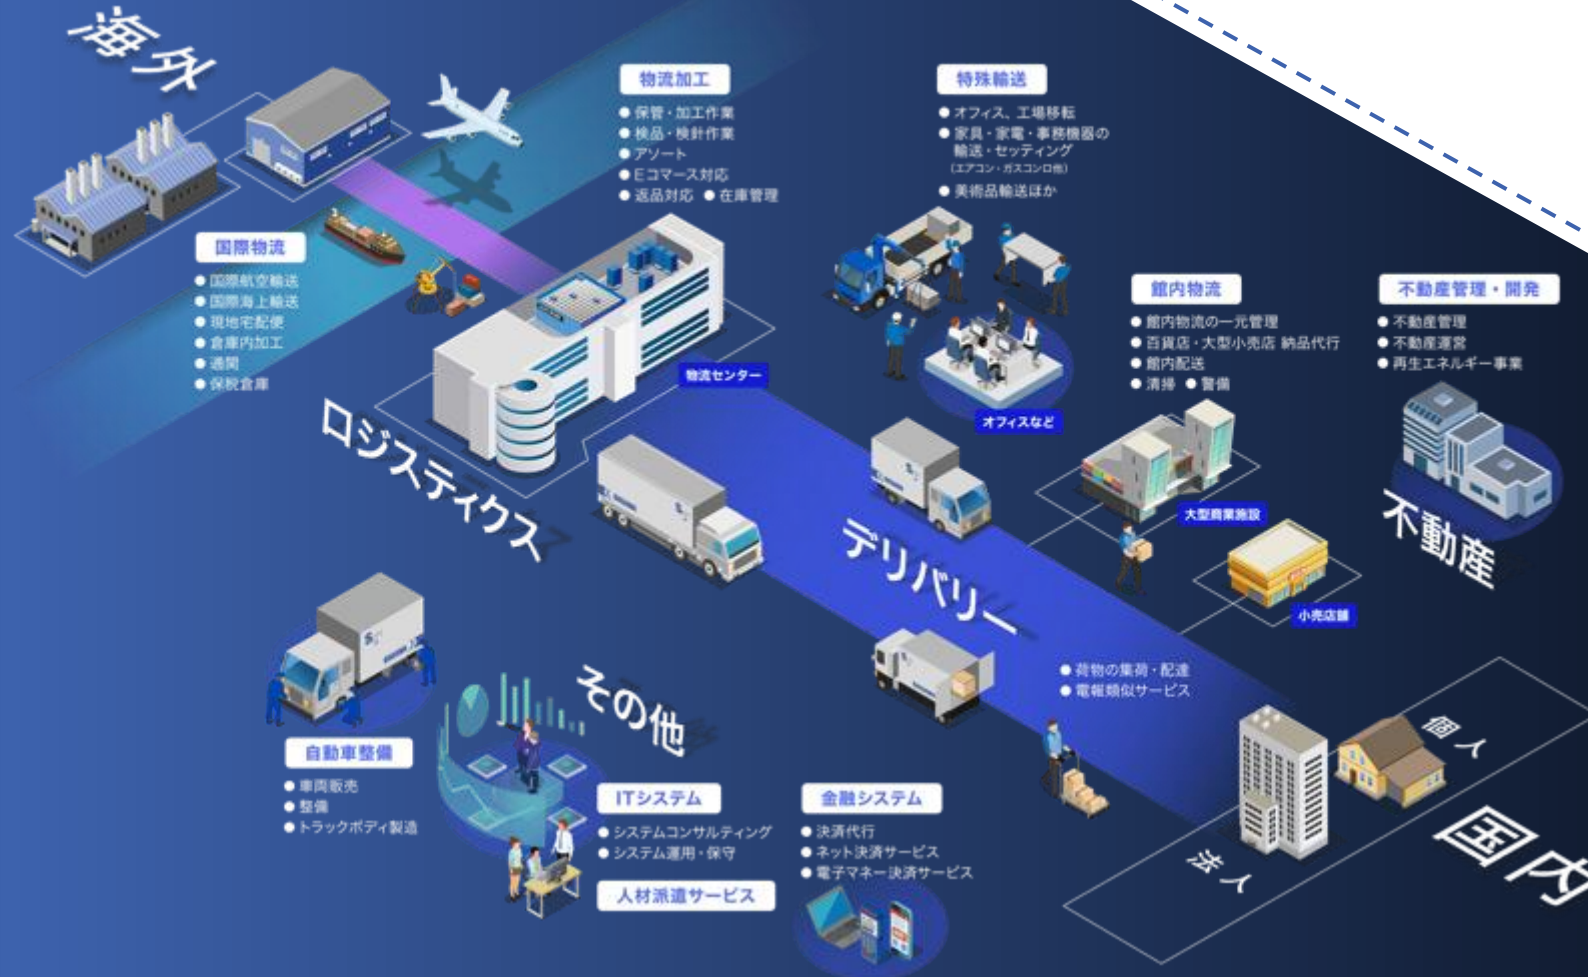 海外
物流加工
● 保管・加工作業
● 検品・検針作業
● アソート
● Eコマース対応
● 返品対応 ● 在庫管理
特殊輸送
● オフィス、工場移転
● 家具・家電・事務機器の
輸送・セッティング
(エアコン・ガスコンロ他)
● 美術品輸送ほか
国際物流
● 国際航空輸送
● 国際海上輸送
● 現地宅配便
● 倉庫内加工
● 通関
● 保税倉庫
館内物流
● 館内物流の一元管理
● 百貨店・大型小売店 納品代行
● 館内配送
● 清掃 ● 警備
不動産管理・開発
● 不動産管理
● 不動産運営
● 再生エネルギー事業
物流センター
オフィスなど
ロジスティクス
大型商業施設
不動産
デリバリー
小売店舗
● 荷物の集荷・配達
● 電報類似サービス
その他
個人
法人
国内
自動車整備
● 車両販売
● 整備
● トラックボディ製造
ITシステム
● システムコンサルティング
● システム運用・保守
人材派遣サービス
金融システム
● 決済代行
● ネット決済サービス
● 電子マネー決済サービス